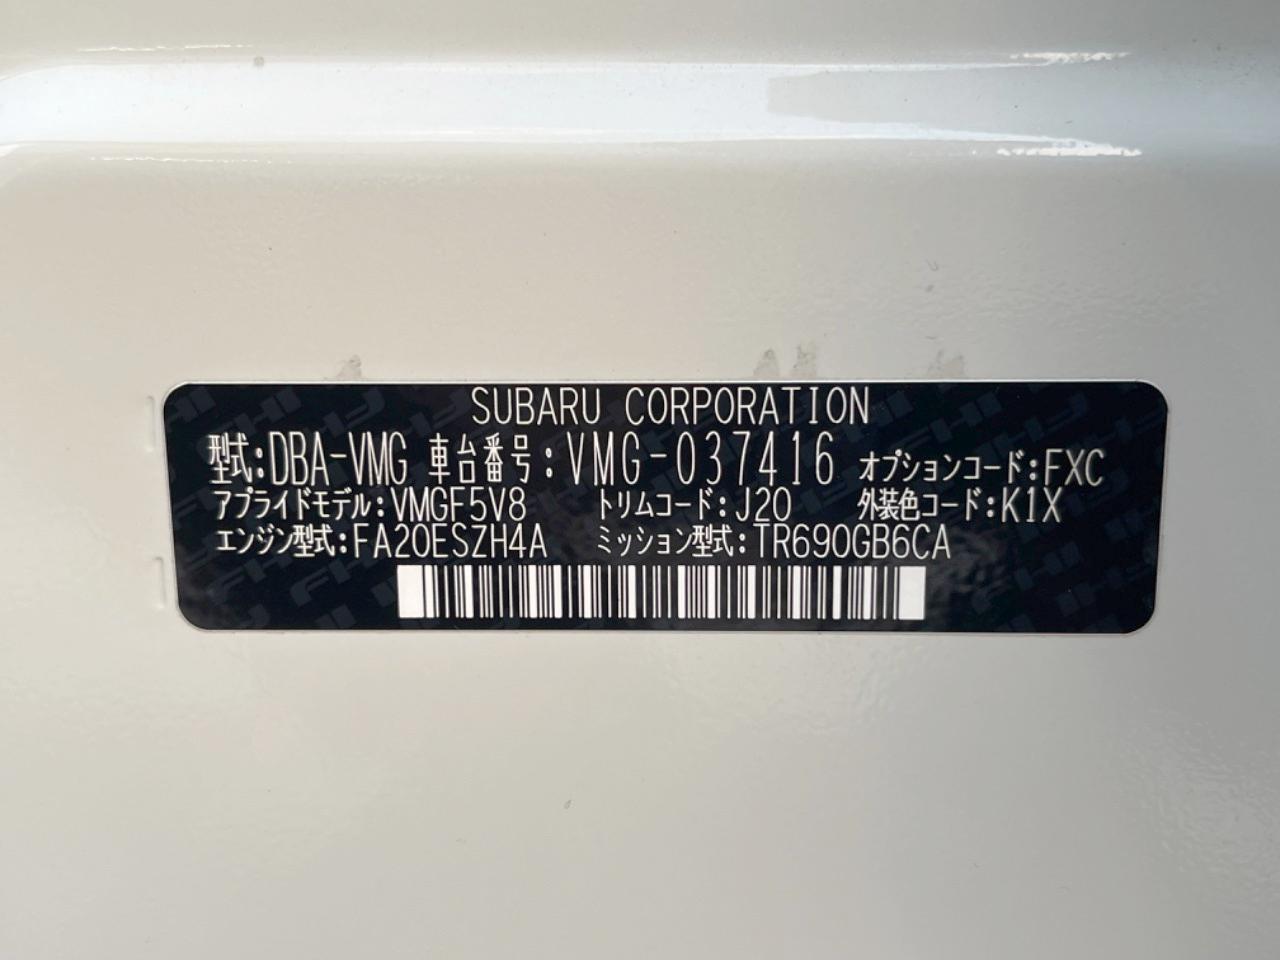 SUBARU CORPORATION
型式:DBA-VMG 車台番号:VMG-037416 オプションコード:FXC
アプライドモデル:VMGF5V8 トリムコード:J20 外装色コード:K1X
エンジン型式:FA20ESZH4A ミッション型式:TR690GB6CA